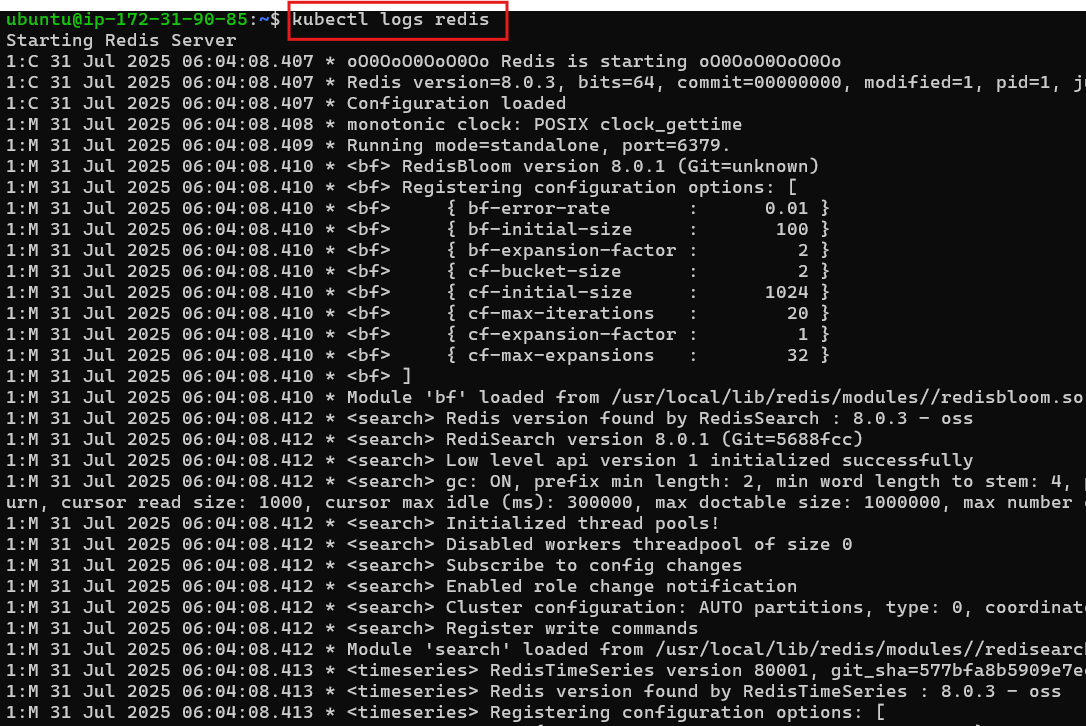 ubuntu@ip-172-31-90-85:~$ kubectl logs redis
Starting Redis Server
1:C 31 Jul 2025 06:04:08.407 * oO0OoO0OoO0Oo Redis is starting oO0OoO0OoO0Oo
1:C 31 Jul 2025 06:04:08.407 * Redis version=8.0.3, bits=64, commit=00000000, modified=1, pid=1,
1:C 31 Jul 2025 06:04:08.407 * Configuration loaded
1:M 31 Jul 2025 06:04:08.408 * monotonic clock: POSIX clock_gettime
1:M 31 Jul 2025 06:04:08.409 * Running mode=standalone, port=6379.
1:M 31 Jul 2025 06:04:08.410 * <bf> RedisBloom version 8.0.1 (Git=unknown)
1:M 31 Jul 2025 06:04:08.410 * <bf> Registering configuration options: [
1:M 31 Jul 2025 06:04:08.410 * <bf>     { bf-error-rate       :      0.01 }
1:M 31 Jul 2025 06:04:08.410 * <bf>     { bf-initial-size     :       100 }
1:M 31 Jul 2025 06:04:08.410 * <bf>     { bf-expansion-factor :         2 }
1:M 31 Jul 2025 06:04:08.410 * <bf>     { cf-bucket-size      :         2 }
1:M 31 Jul 2025 06:04:08.410 * <bf>     { cf-initial-size     :      1024 }
1:M 31 Jul 2025 06:04:08.410 * <bf>     { cf-max-iterations   :        20 }
1:M 31 Jul 2025 06:04:08.410 * <bf>     { cf-expansion-factor :         1 }
1:M 31 Jul 2025 06:04:08.410 * <bf>     { cf-max-expansions   :        32 }
1:M 31 Jul 2025 06:04:08.410 * <bf> ]
1:M 31 Jul 2025 06:04:08.410 * Module 'bf' loaded from /usr/local/lib/redis/modules//redisbloom.so
1:M 31 Jul 2025 06:04:08.412 * <search> Redis version found by RedisSearch : 8.0.3 - oss
1:M 31 Jul 2025 06:04:08.412 * <search> RediSearch version 8.0.1 (Git=5688fcc)
1:M 31 Jul 2025 06:04:08.412 * <search> Low level api version 1 initialized successfully
1:M 31 Jul 2025 06:04:08.412 * <search> gc: ON, prefix min length: 2, min word length to stem: 4,
urn, cursor read size: 1000, cursor max idle (ms): 300000, max doctable size: 1000000, max number
1:M 31 Jul 2025 06:04:08.412 * <search> Initialized thread pools!
1:M 31 Jul 2025 06:04:08.412 * <search> Disabled workers threadpool of size 0
1:M 31 Jul 2025 06:04:08.412 * <search> Subscribe to config changes
1:M 31 Jul 2025 06:04:08.412 * <search> Enabled role change notification
1:M 31 Jul 2025 06:04:08.412 * <search> Cluster configuration: AUTO partitions, type: 0, coordinat
1:M 31 Jul 2025 06:04:08.412 * <search> Register write commands
1:M 31 Jul 2025 06:04:08.412 * Module 'search' loaded from /usr/local/lib/redis/modules//redisearch
1:M 31 Jul 2025 06:04:08.413 * <timeseries> RedisTimeSeries version 80001, git_sha=577bfa8b5909e7e
1:M 31 Jul 2025 06:04:08.413 * <timeseries> Redis version found by RedisTimeSeries : 8.0.3 - oss
1:M 31 Jul 2025 06:04:08.413 * <timeseries> Registering configuration options: [